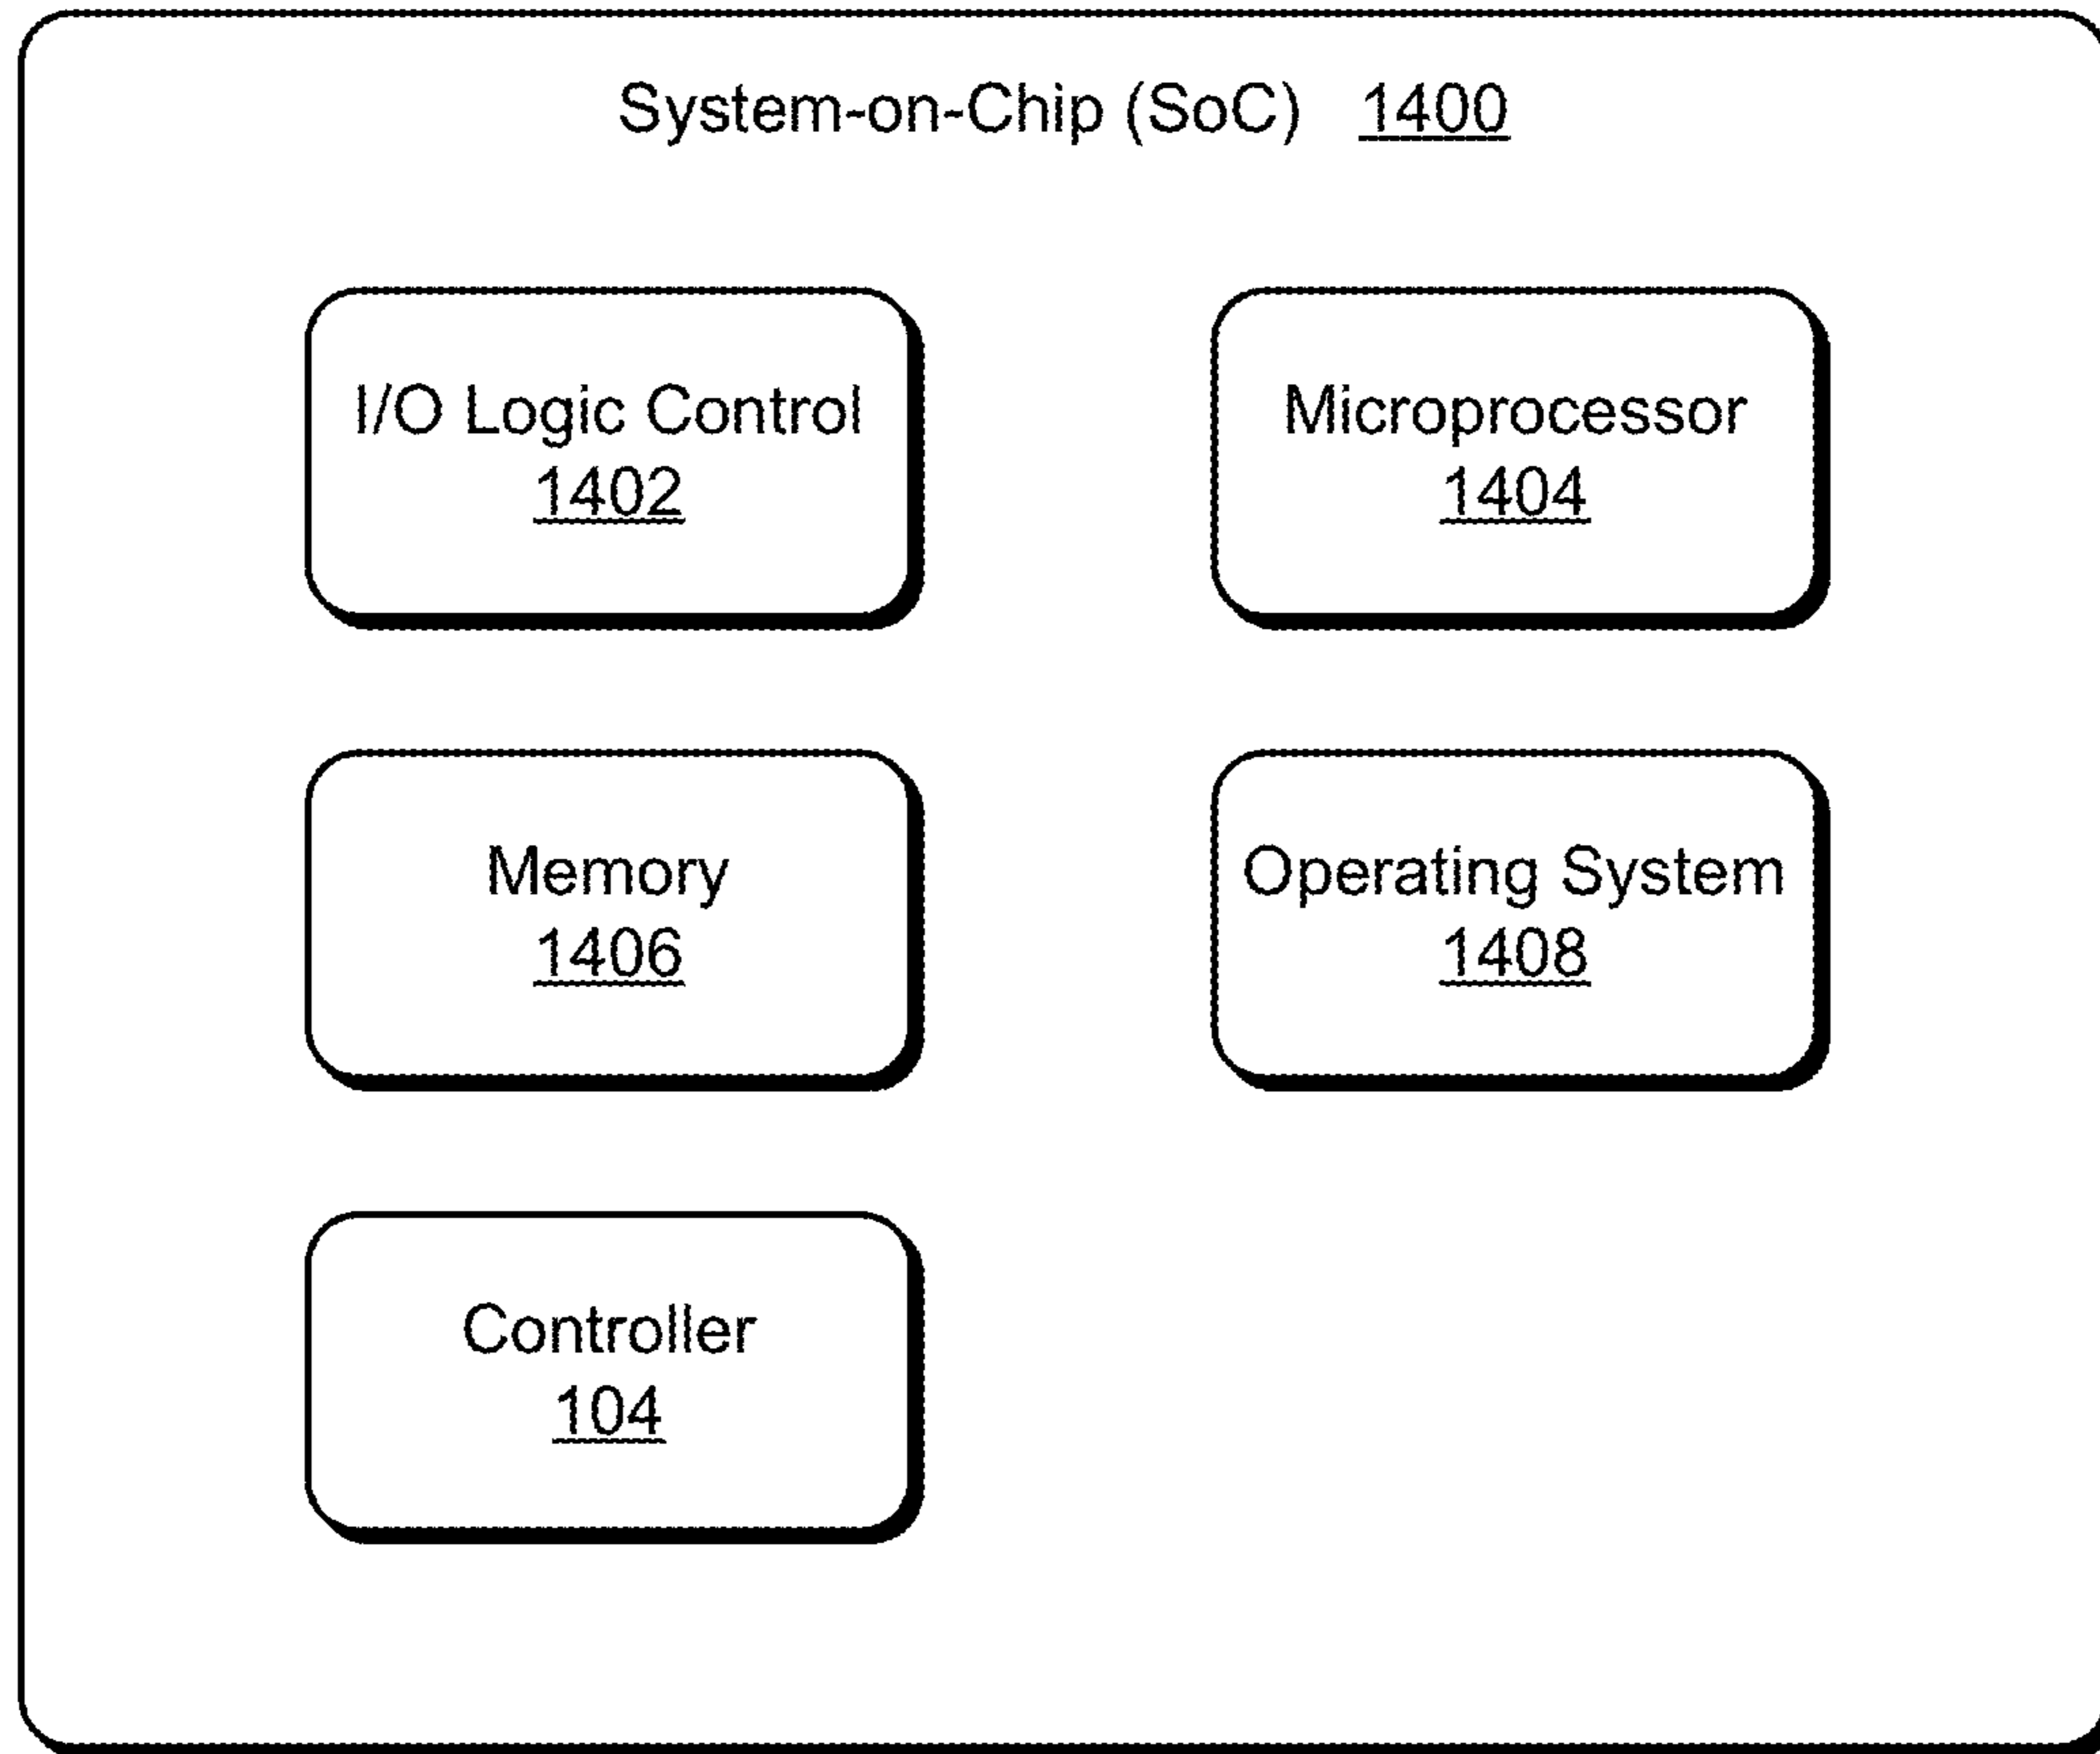 System-on-Chip (SoC) 1400
I/O Logic Control
1402
Microprocessor
1404
Memory
1406
Operating System
1408
Controller
104